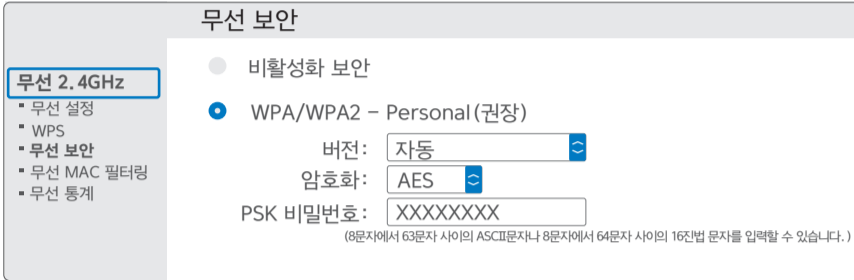 무선 보안
무선 2.4GHz
무선 설정
WPS
무선 보안
무선 MAC 필터링
무선 통계
비활성화 보안
WPA/WPA2 - Personal(권장)
버전: 자동
암호화: AES
PSK 비밀번호: XXXXXXXX
(8문자에서 63문자 사이의 ASCII문자나 8문자에서 64문자 사이의 16진법 문자를 입력할 수 있습니다. )